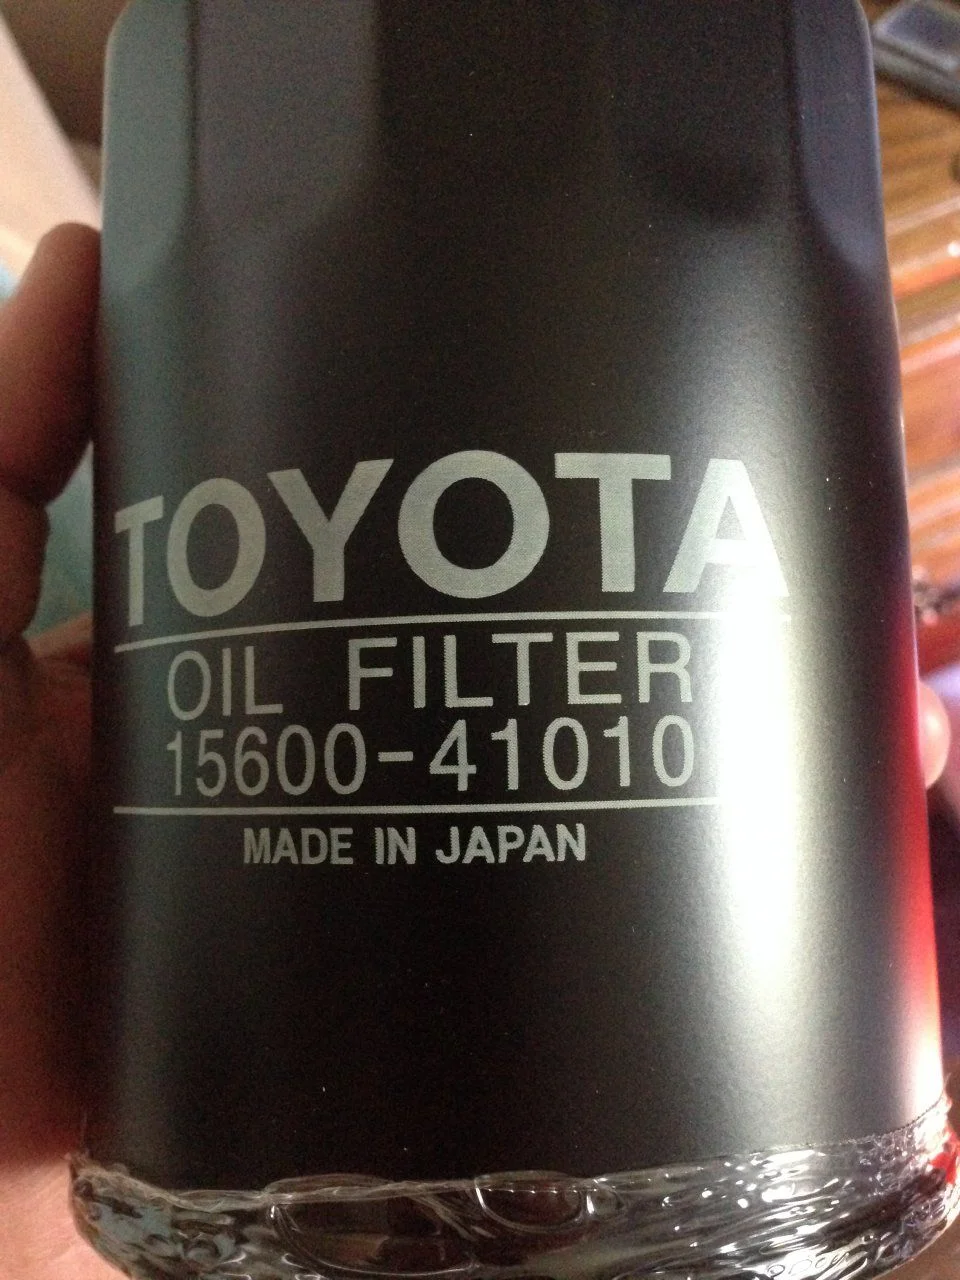 TOYOTA
OIL FILTER
15600-41010
MADE IN JAPAN